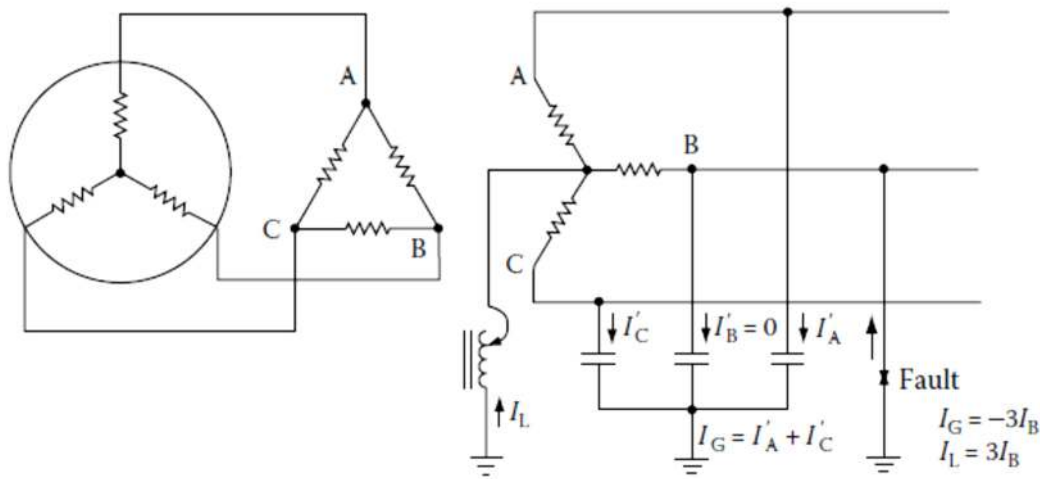 A
C
B
A
B
C
I'C
I'B = 0
I'A
Fault
IL
IG = I'A + I'C
IG = −3IB
IL = 3IB